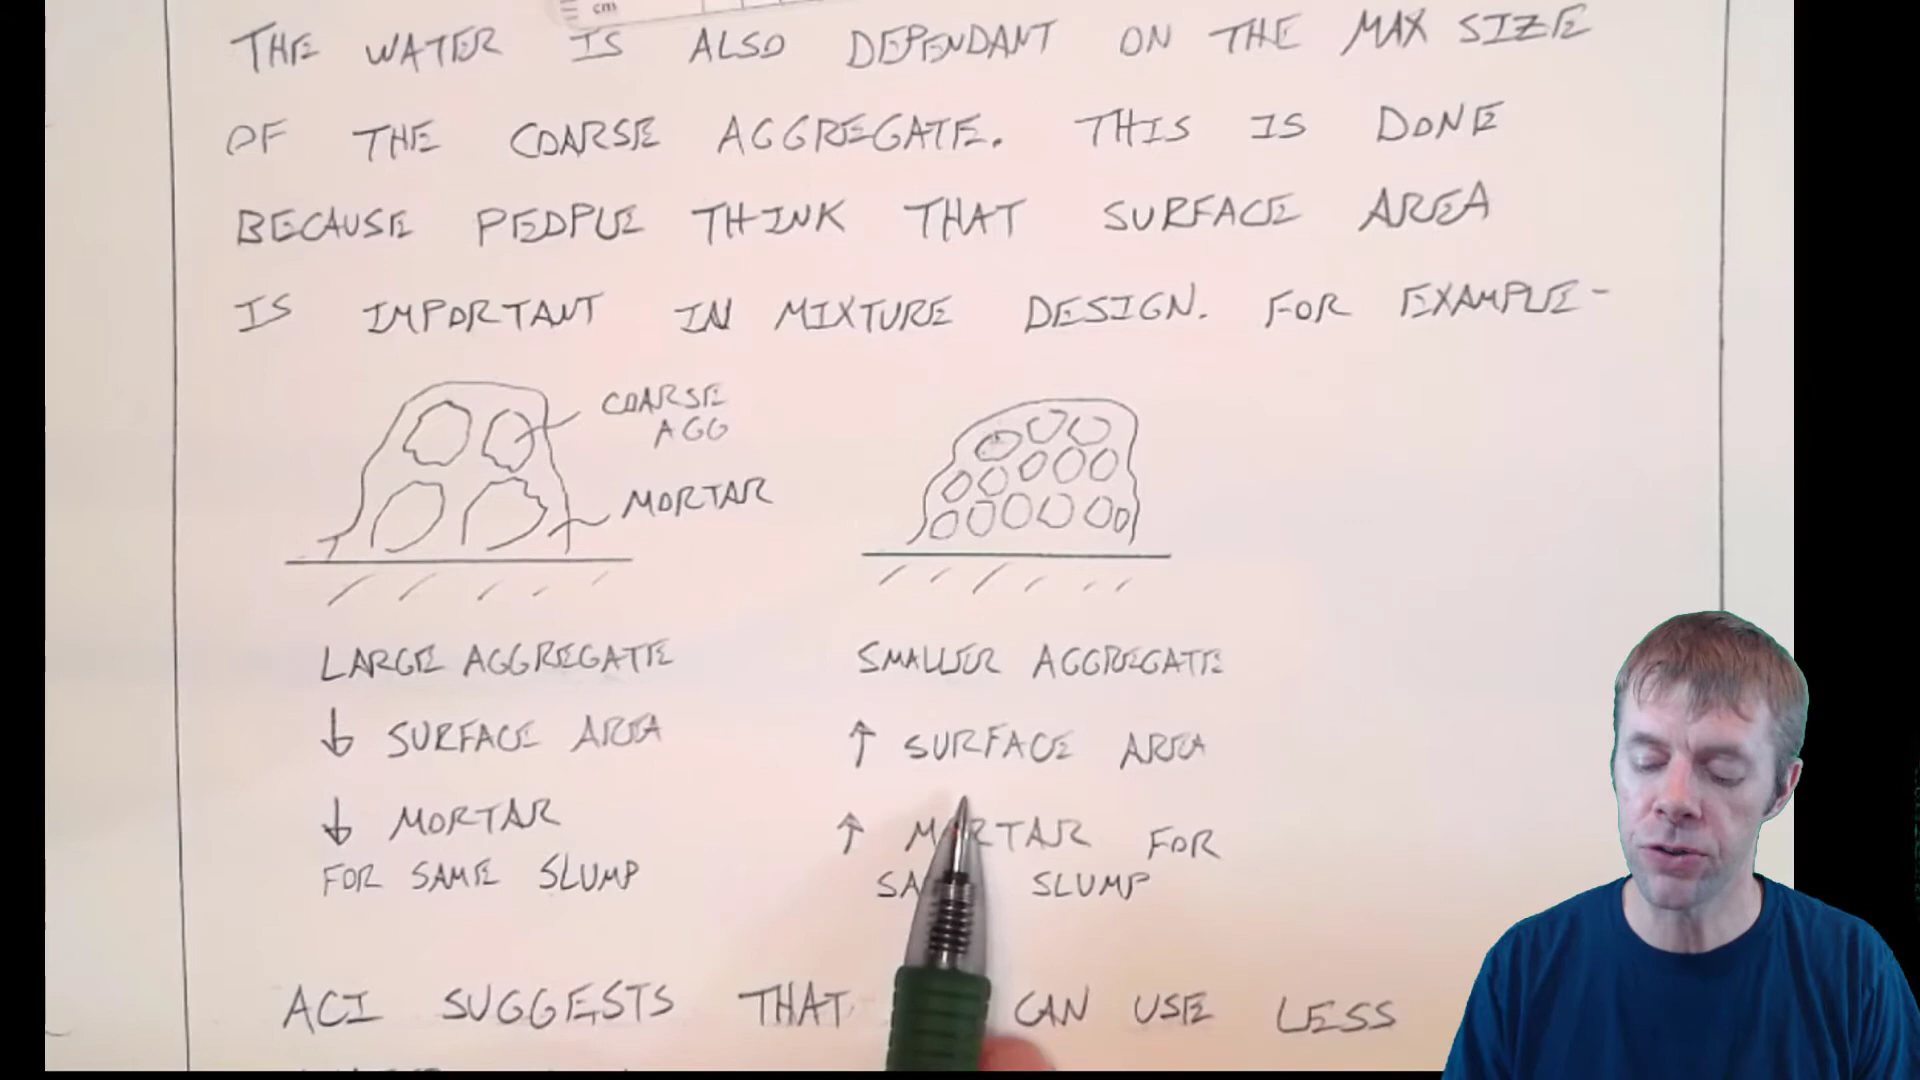 cm
THE WATER IS ALSO DEPENDANT ON THE MAX SIZE
OF THE COARSE AGGREGATE. THIS IS DONE
BECAUSE PEOPLE THINK THAT SURFACE AREA
IS IMPORTANT IN MIXTURE DESIGN. FOR EXAMPLE-
COARSE
AGG
MORTAR
LARGE AGGREGATE
↓ SURFACE AREA
↓ MORTAR
FOR SAME SLUMP
SMALLER AGGREGATE
↑ SURFACE AREA
↑ MORTAR FOR
SLUMP
ACI SUGGESTS THAT CAN USE LESS